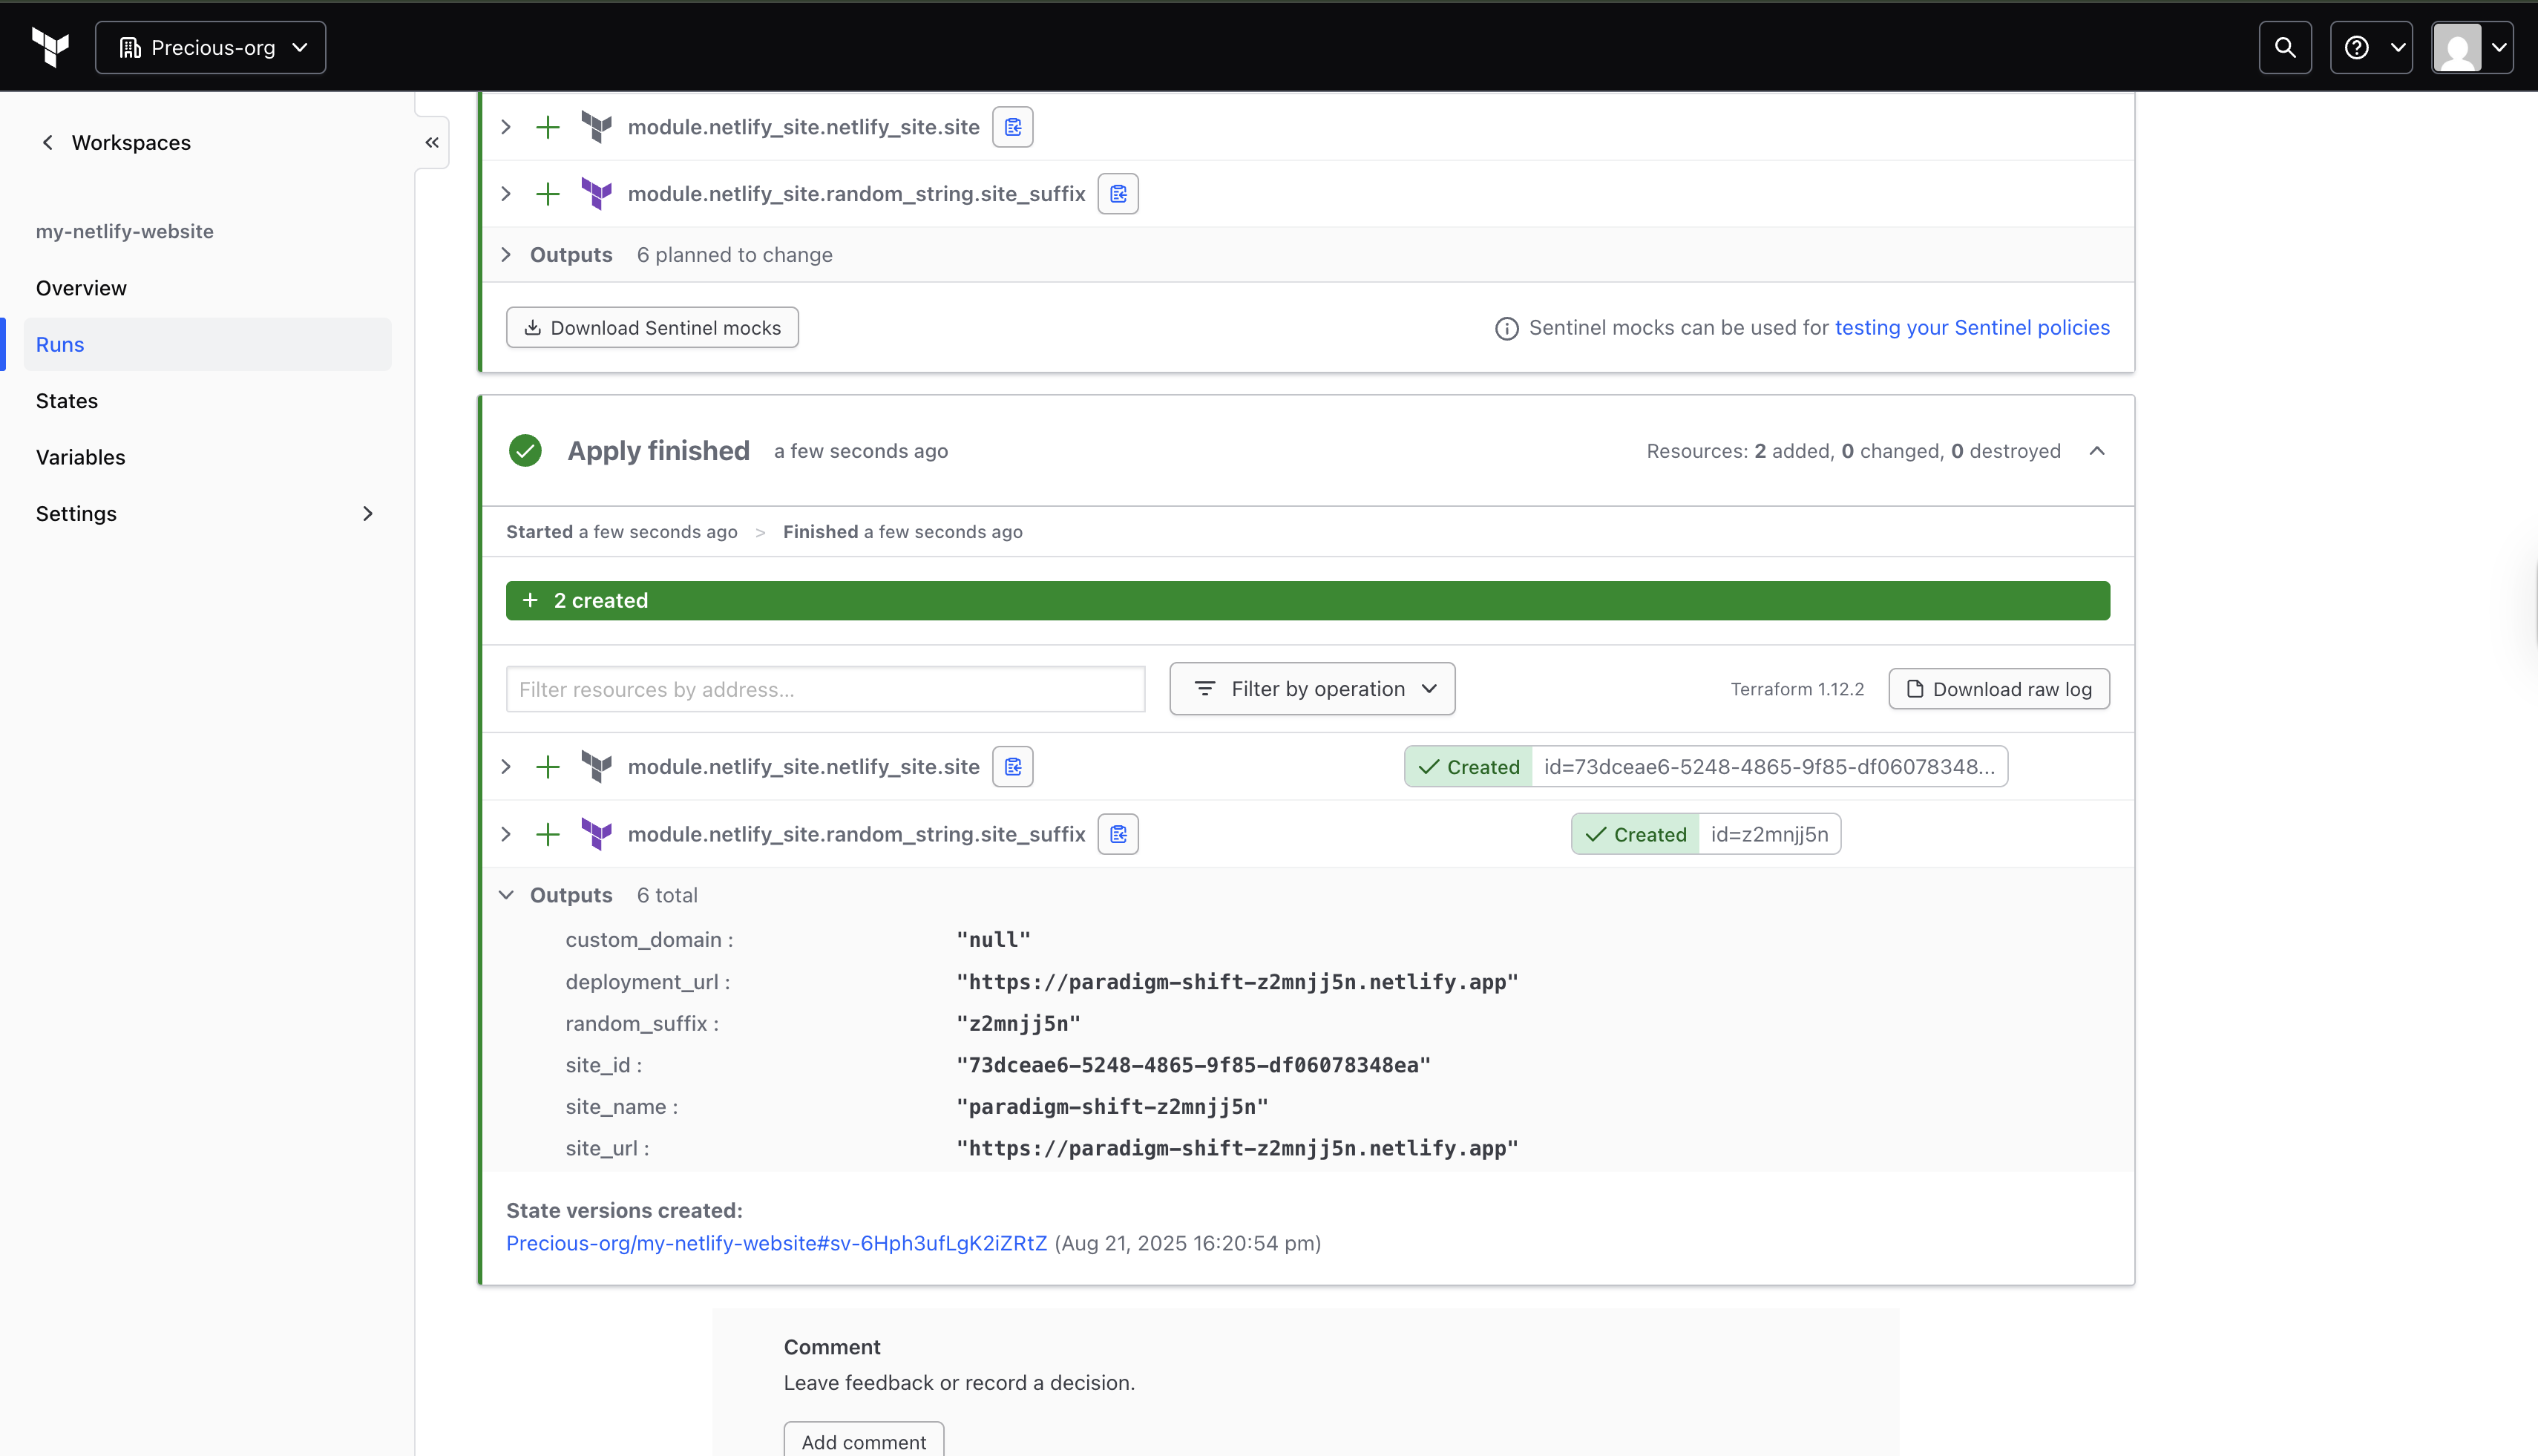 Precious-org
Workspaces
my-netlify-website
Overview
Runs
States
Variables
Settings
module.netlify_site.netlify_site.site
module.netlify_site.random_string.site_suffix
Outputs 6 planned to change
Download Sentinel mocks
Sentinel mocks can be used for testing your Sentinel policies
Apply finished a few seconds ago
Resources: 2 added, 0 changed, 0 destroyed
Started a few seconds ago > Finished a few seconds ago
+ 2 created
Filter resources by address...
Filter by operation
Terraform 1.12.2
Download raw log
module.netlify_site.netlify_site.site
Created id=73dceae6-5248-4865-9f85-df06078348...
module.netlify_site.random_string.site_suffix
Created id=z2mnjj5n
Outputs 6 total
custom_domain : "null"
deployment_url : "https://paradigm-shift-z2mnjj5n.netlify.app"
random_suffix : "z2mnjj5n"
site_id : "73dceae6-5248-4865-9f85-df06078348ea"
site_name : "paradigm-shift-z2mnjj5n"
site_url : "https://paradigm-shift-z2mnjj5n.netlify.app"
State versions created:
Precious-org/my-netlify-website#sv-6Hph3ufLgK2iZRtZ (Aug 21, 2025 16:20:54 pm)
Comment
Leave feedback or record a decision.
Add comment